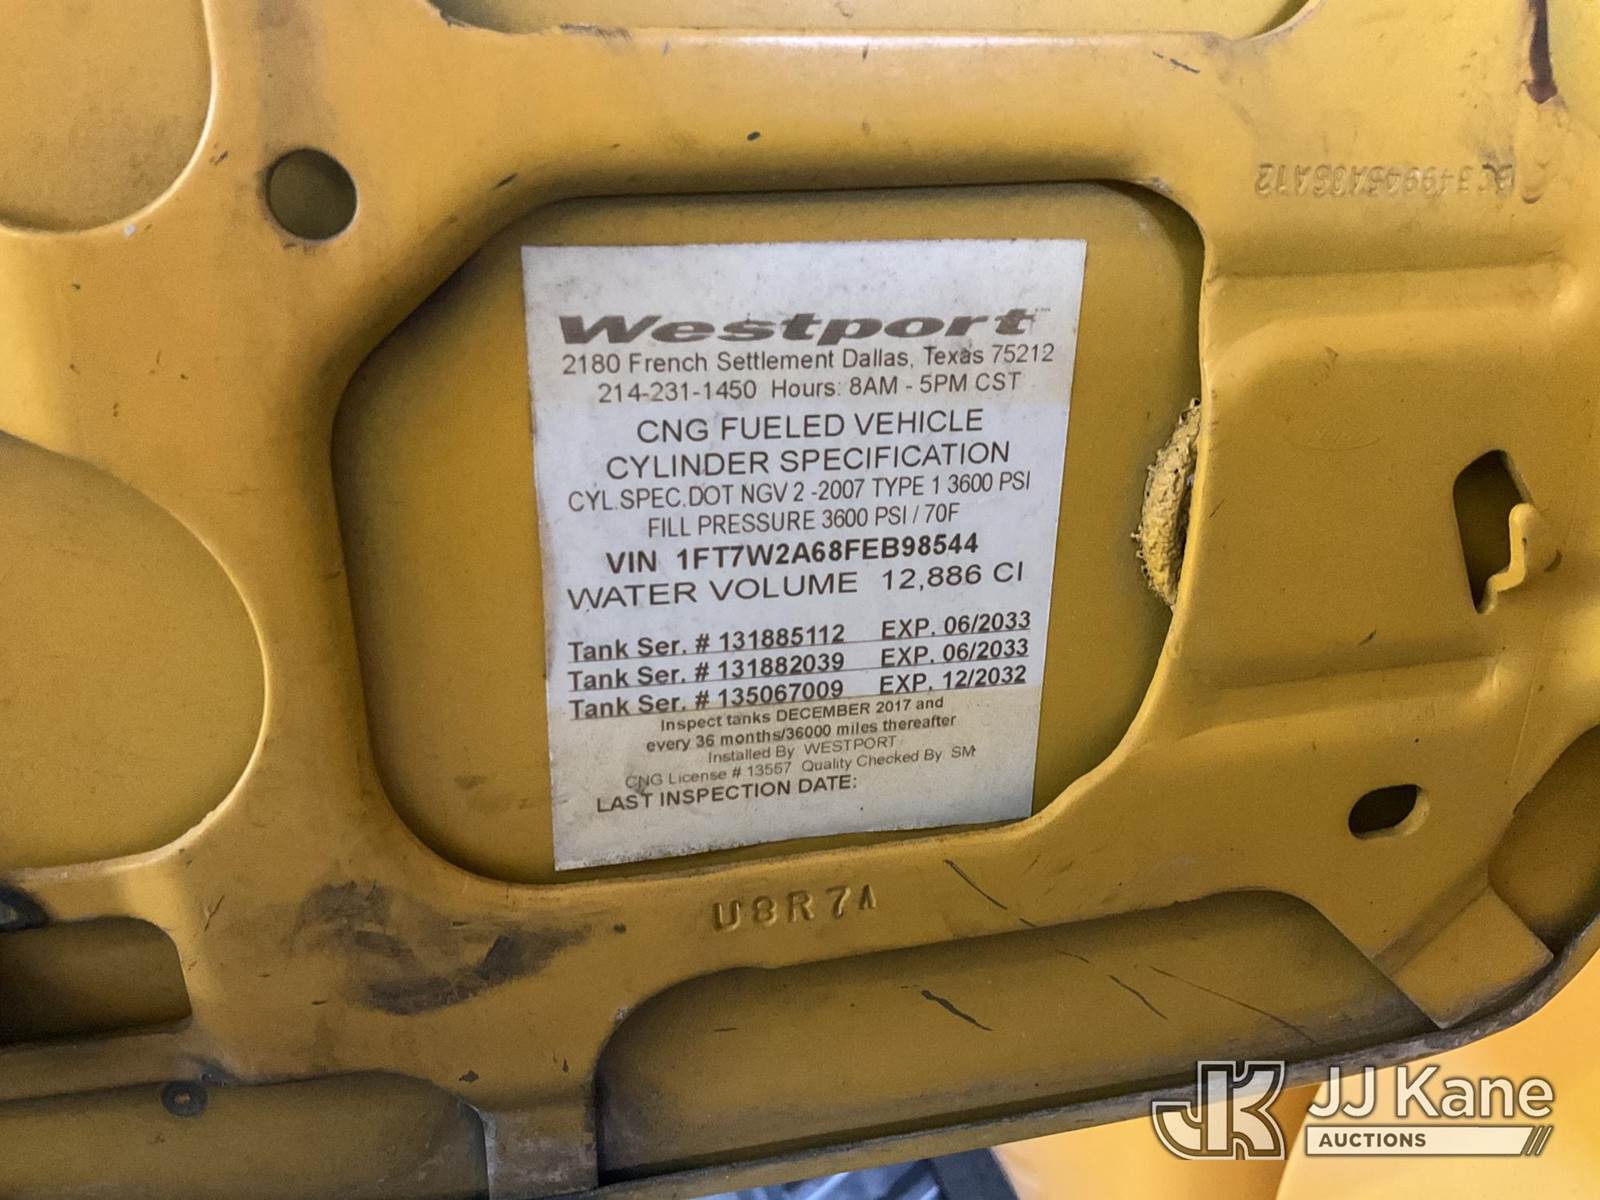 Westport™
2180 French Settlement Dallas, Texas 75212
214-231-1450 Hours: 8AM - 5PM CST
CNG FUELED VEHICLE
CYLINDER SPECIFICATION
CYL.SPEC.DOT NGV 2 -2007 TYPE 1 3600 PSI
FILL PRESSURE 3600 PSI / 70F
VIN 1FT7W2A68FEB98544
WATER VOLUME 12,886 CI
Tank Ser. # 131885112 EXP. 06/2033
Tank Ser. # 131882039 EXP. 06/2033
Tank Ser. # 135067009 EXP. 12/2032
Inspect tanks DECEMBER 2017 and
every 36 months/36000 miles thereafter
Installed By WESTPORT
CNG License # 13557 Quality Checked By SM
LAST INSPECTION DATE:
U8R7A
JK JJ Kane
AUCTIONS